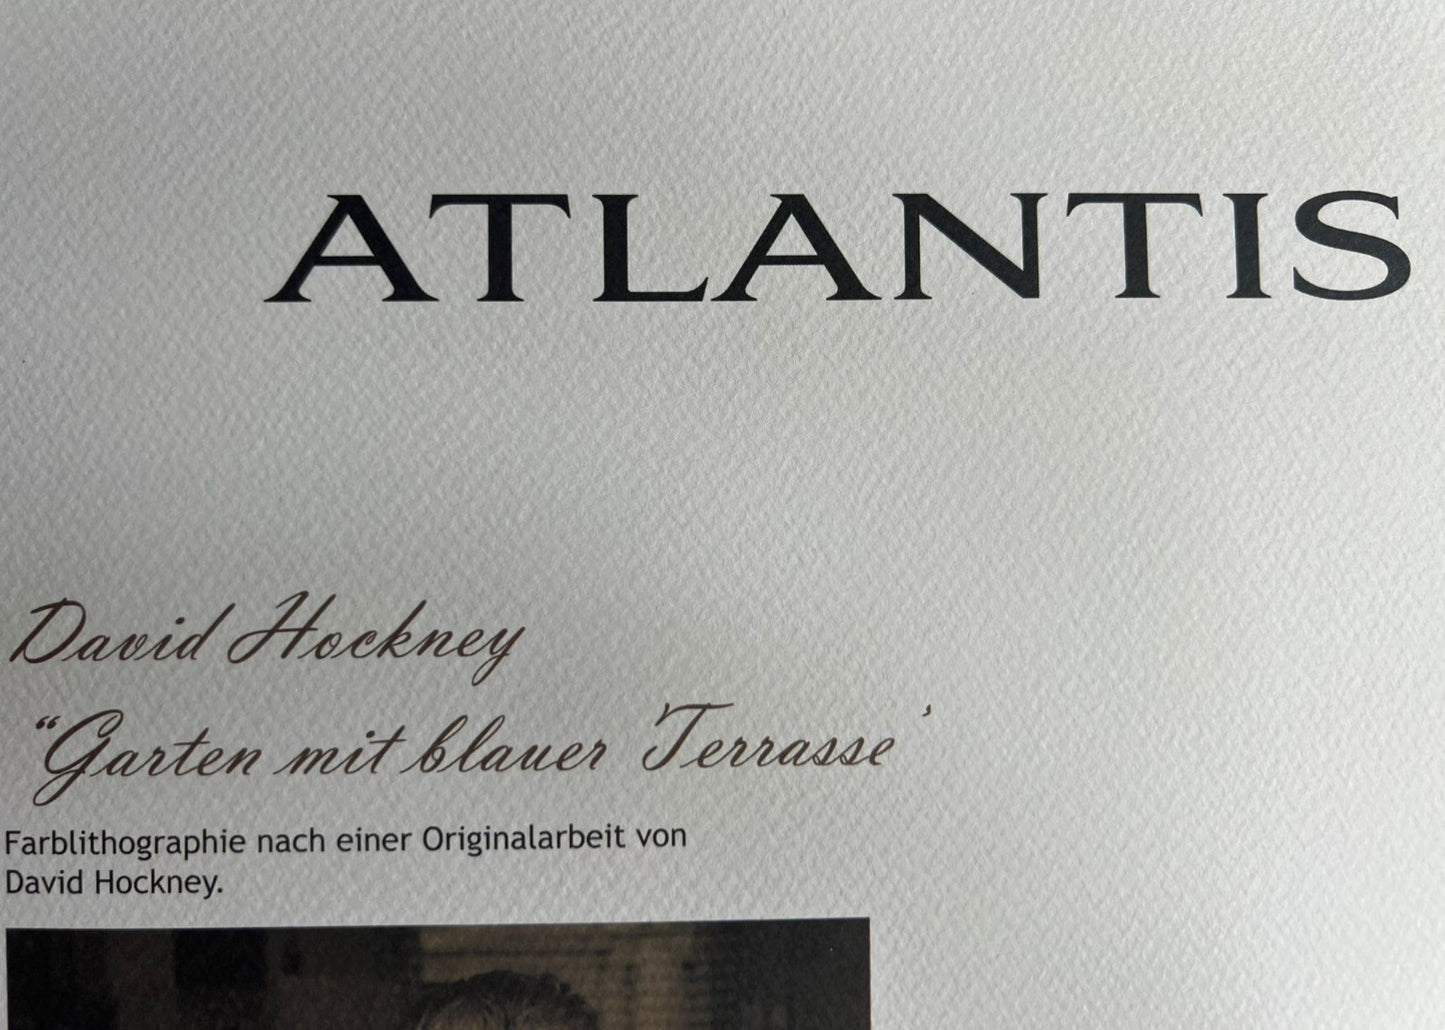 ATLANTIS
David Hockney
“Garten mit blauer Terrasse’
Farblithographie nach einer Originalarbeit von
David Hockney.